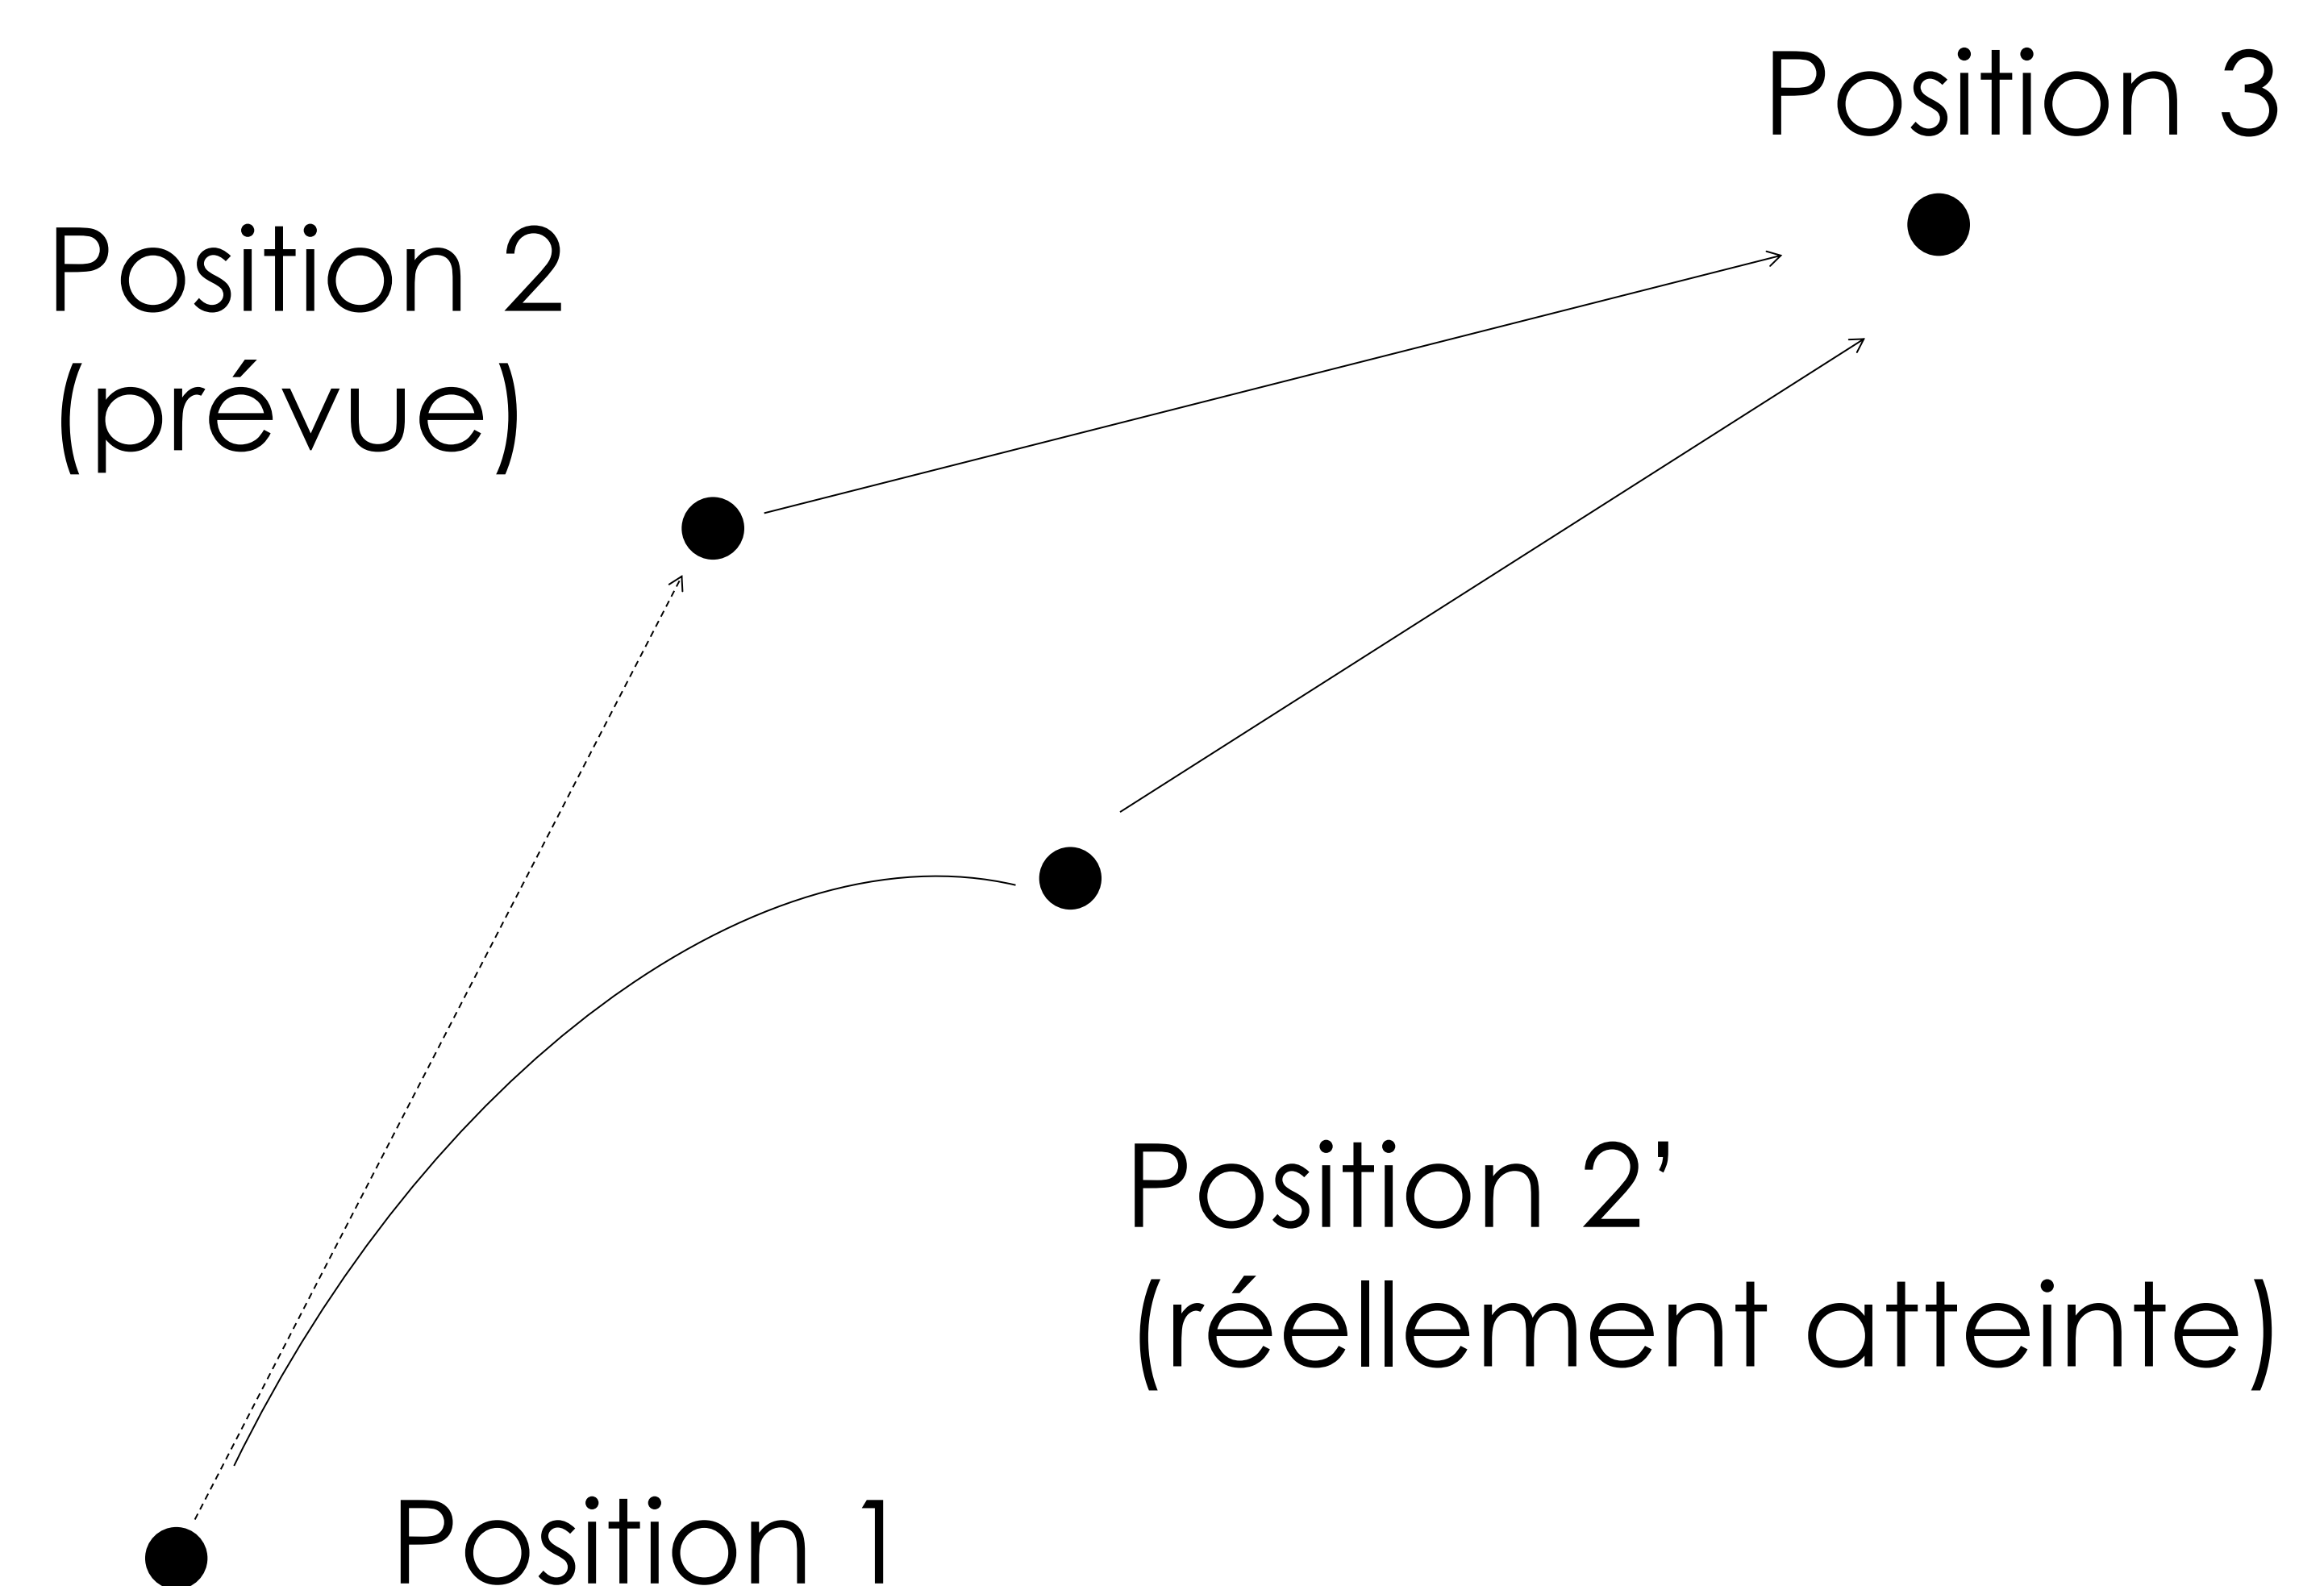 Position 3
Position 2
(prévue)
Position 2’
(réellement atteinte)
Position 1